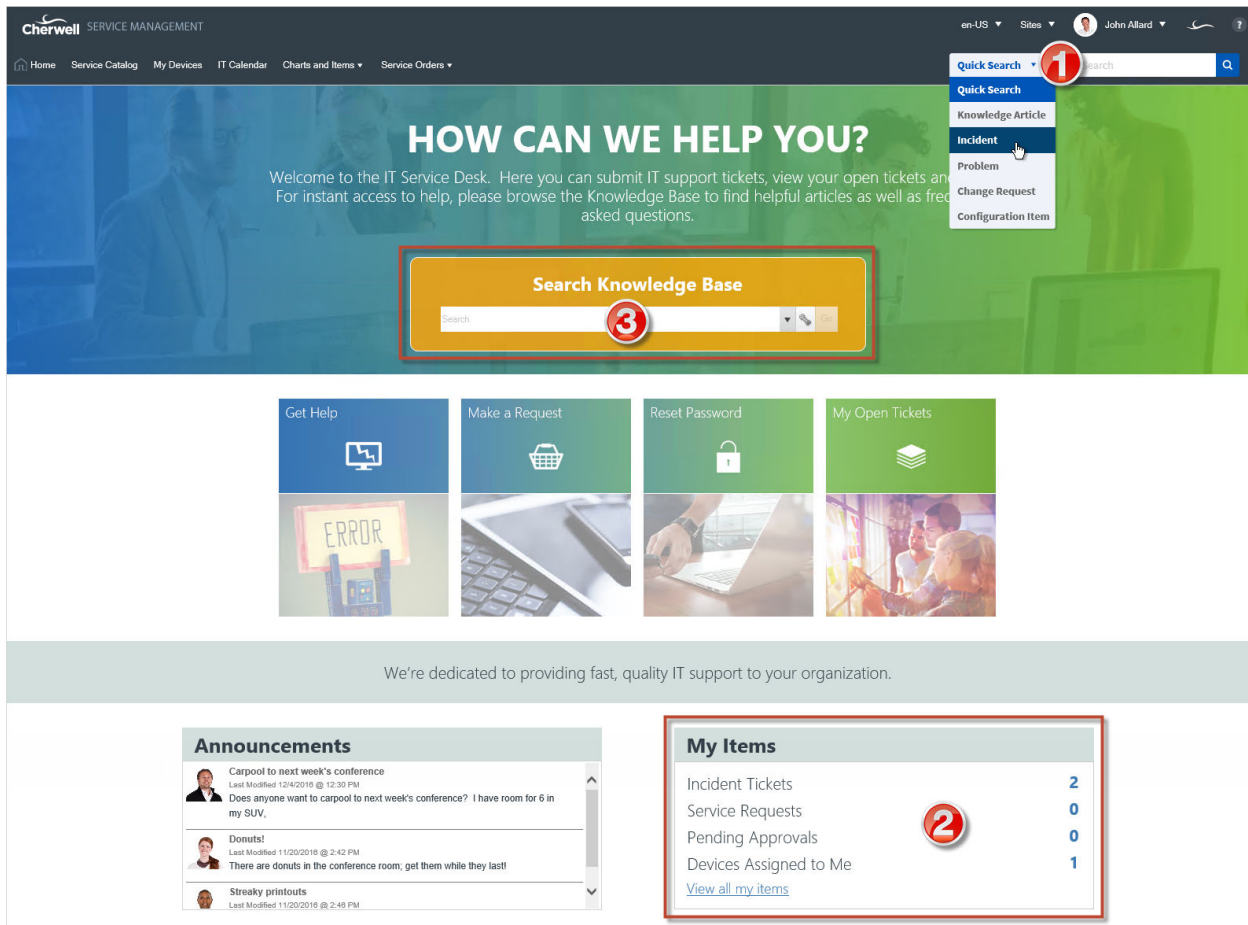 Cherwell SERVICE MANAGEMENT
en-US ▼ Sites ▼ John Allard ▼ ?
Home Service Catalog My Devices IT Calendar Charts and Items ▾ Service Orders ▾
Quick Search ▾ 1 Search
Quick Search
Knowledge Article
Incident
Problem
Change Request
Configuration Item
HOW CAN WE HELP YOU?
Welcome to the IT Service Desk. Here you can submit IT support tickets, view your open tickets an
For instant access to help, please browse the Knowledge Base to find helpful articles as well as freq
asked questions.
Search Knowledge Base
Search 3 Go
Get Help
Make a Request
Reset Password
My Open Tickets
ERROR
We're dedicated to providing fast, quality IT support to your organization.
Announcements
Carpool to next week's conference
Last Modified 12/4/2016 @ 12:30 PM
Does anyone want to carpool to next week's conference? I have room for 6 in
my SUV,
Donuts!
Last Modified 11/20/2016 @ 2:42 PM
There are donuts in the conference room; get them while they last!
Streaky printouts
Last Modified 11/20/2016 @ 2:46 PM
My Items
Incident Tickets 2
Service Requests 0
2
Pending Approvals 0
Devices Assigned to Me 1
View all my items